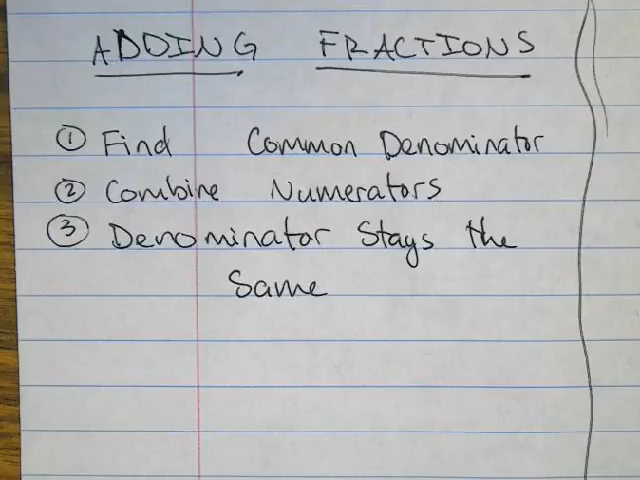 ADDING FRACTIONS
① Find Common Denominator
② Combine Numerators
③ Denominator Stays the
Same